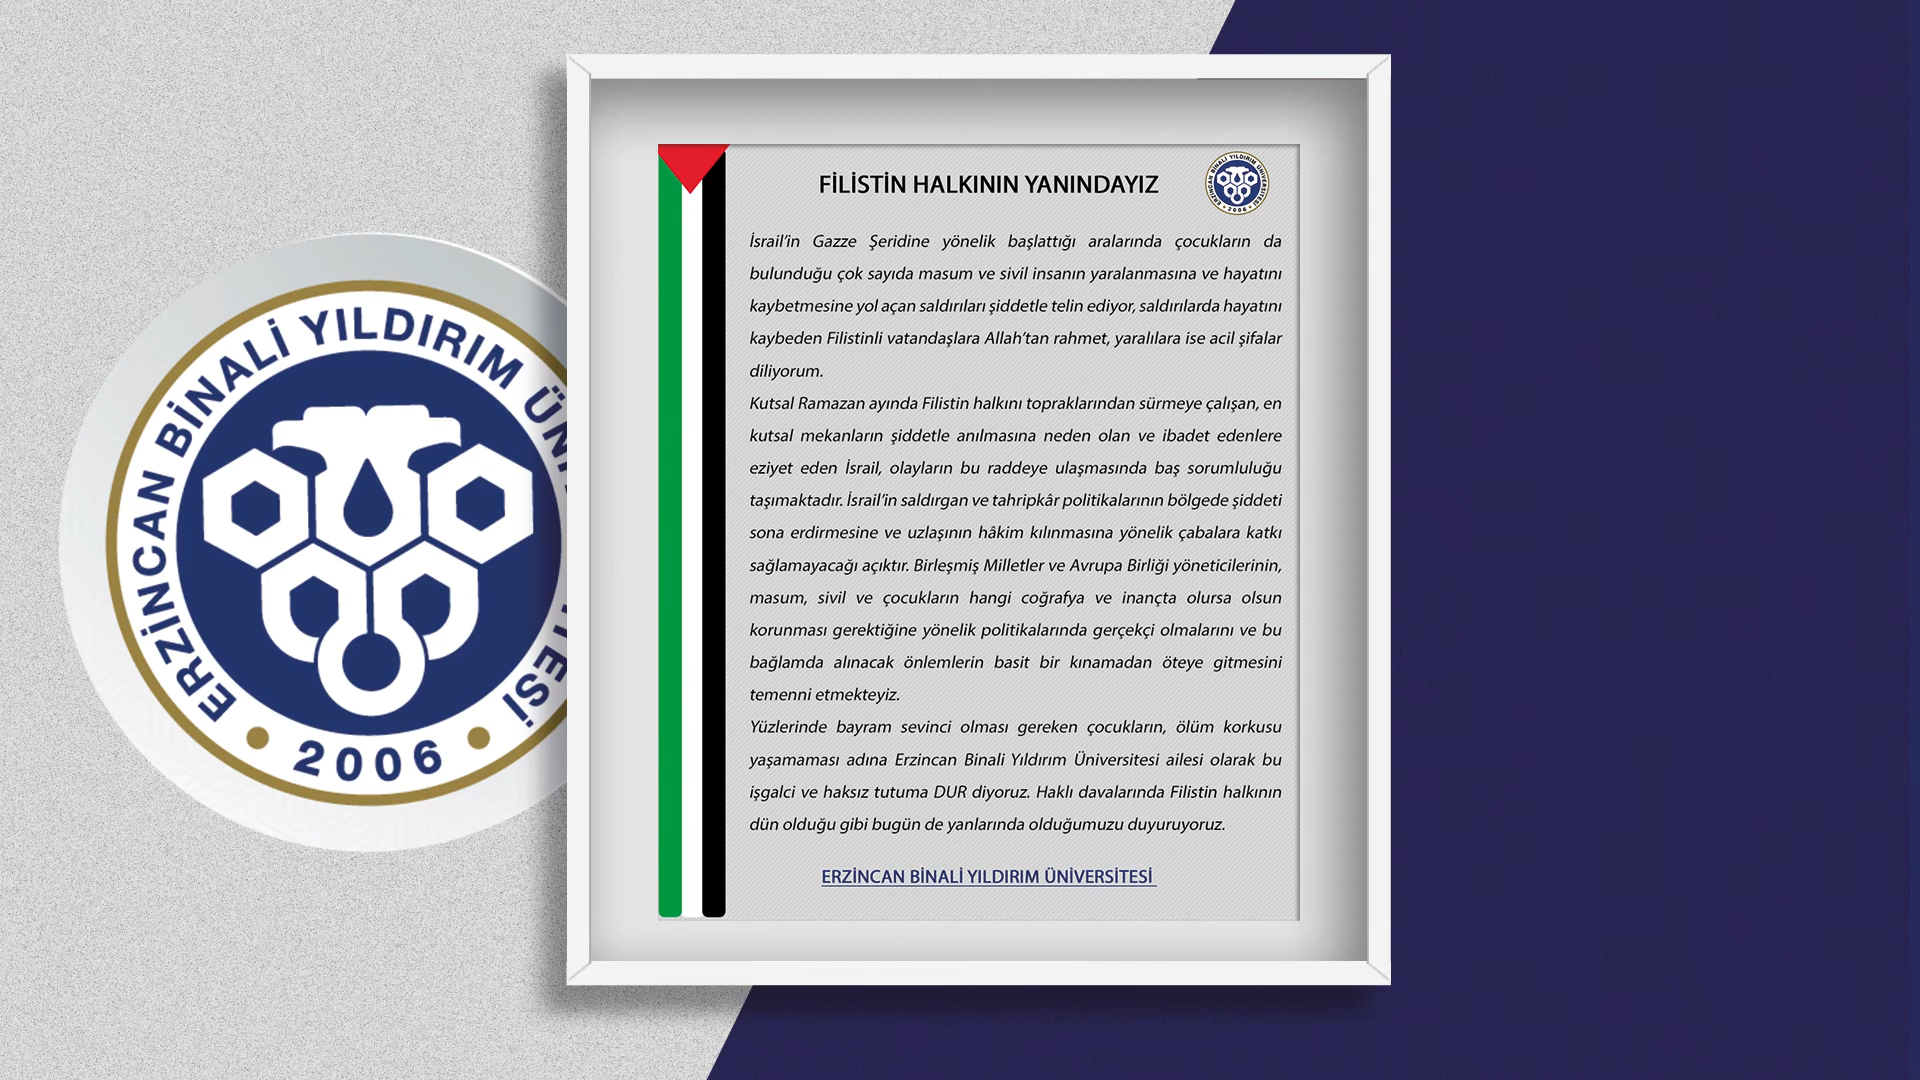 ERZİNCAN BİNALİ YILDIRIM
2006
FİLİSTİN HALKININ YANINDAYIZ
ERZİNCAN BİNALİ YILDIRIM ÜNİVERSİTESİ
2006
İsrail’in Gazze Şeridine yönelik başlattığı aralarında çocukların da
bulunduğu çok sayıda masum ve sivil insanın yaralanmasına ve hayatını
kaybetmesine yol açan saldırıları şiddetle telin ediyor, saldırılarda hayatını
kaybeden Filistinli vatandaşlara Allah’tan rahmet, yaralılara ise acil şifalar
diliyorum.
Kutsal Ramazan ayında Filistin halkını topraklarından sürmeye çalışan, en
kutsal mekanların şiddetle anılmasına neden olan ve ibadet edenlere
eziyet eden İsrail, olayların bu raddeye ulaşmasında baş sorumluluğu
taşımaktadır. İsrail’in saldırgan ve tahripkâr politikalarının bölgede şiddeti
sona erdirmesine ve uzlaşının hâkim kılınmasına yönelik çabalara katkı
sağlamayacağı açıktır. Birleşmiş Milletler ve Avrupa Birliği yöneticilerinin,
masum, sivil ve çocukların hangi coğrafya ve inançta olursa olsun
korunması gerektiğine yönelik politikalarında gerçekçi olmalarını ve bu
bağlamda alınacak önlemlerin basit bir kınamadan öteye gitmesini
temenni etmekteyiz.
Yüzlerinde bayram sevinci olması gereken çocukların, ölüm korkusu
yaşamaması adına Erzincan Binali Yıldırım Üniversitesi ailesi olarak bu
işgalci ve haksız tutuma DUR diyoruz. Haklı davalarında Filistin halkının
dün olduğu gibi bugün de yanlarında olduğumuzu duyuruyoruz.
ERZİNCAN BİNALİ YILDIRIM ÜNİVERSİTESİ